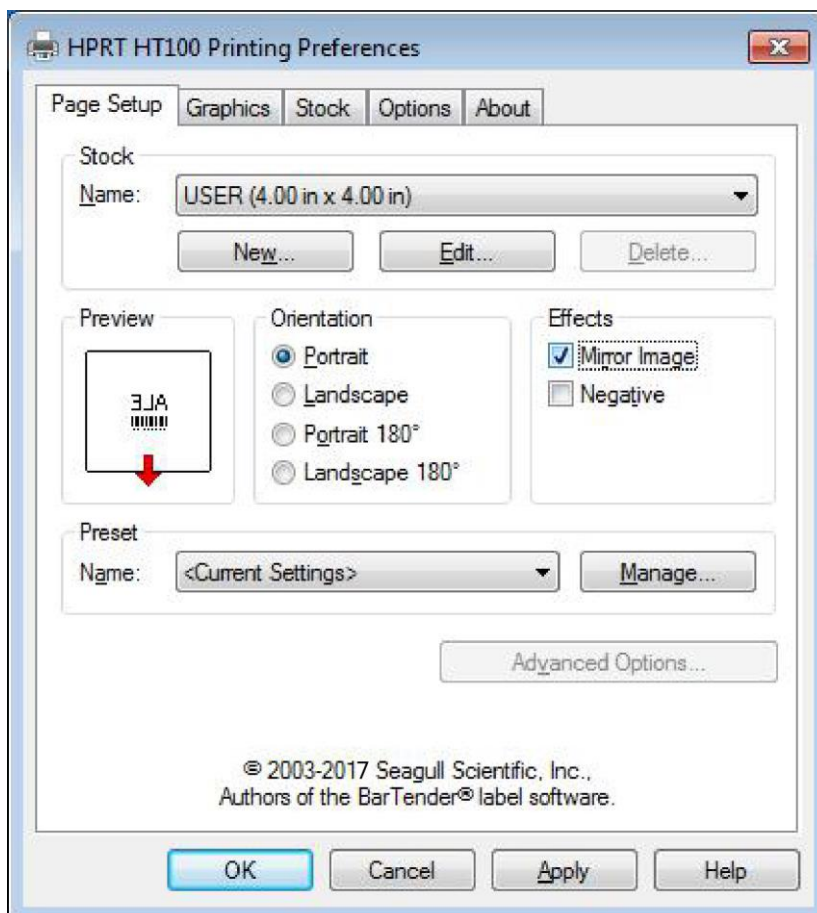 HPRT HT100 Printing Preferences
Page Setup Graphics Stock Options About
Stock
Name: USER (4.00 in x 4.00 in)
New... Edit... Delete...
Preview Orientation Effects
ALE
Portrait Mirror Image
Landscape Negative
Portrait 180°
Landscape 180°
Preset
Name: <Current Settings> Manage...
Advanced Options...
© 2003-2017 Seagull Scientific, Inc.,
Authors of the BarTender® label software.
OK Cancel Apply Help